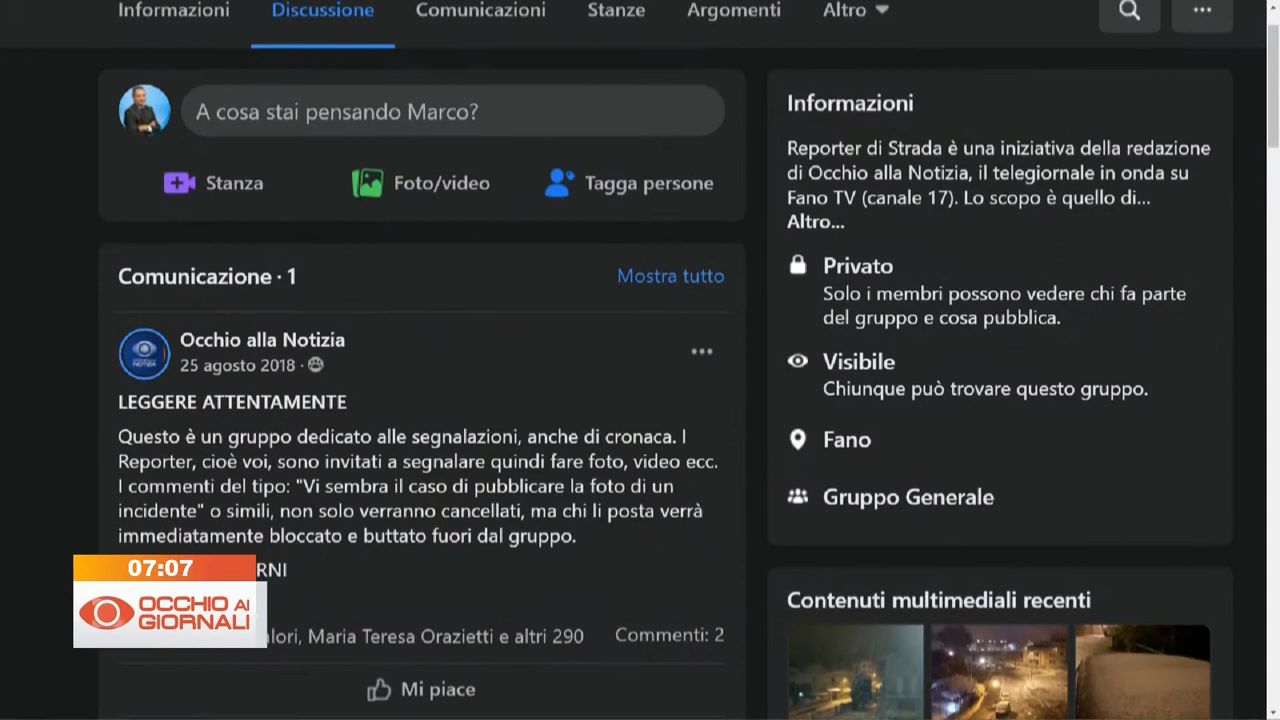 Informazioni
Discussione
Comunicazioni
Stanze
Argomenti
Altro
A cosa stai pensando Marco?
Stanza
Foto/video
Tagga persone
Comunicazione · 1
Mostra tutto
Occhio alla Notizia
25 agosto 2018 ·
LEGGERE ATTENTAMENTE
Questo è un gruppo dedicato alle segnalazioni, anche di cronaca. I
Reporter, cioè voi, sono invitati a segnalare quindi fare foto, video ecc.
I commenti del tipo: "Vi sembra il caso di pubblicare la foto di un
incidente" o simili, non solo verranno cancellati, ma chi li posta verrà
immediatamente bloccato e buttato fuori dal gruppo.
RNI
alori, Maria Teresa Orazietti e altri 290
Commenti: 2
Mi piace
07:07
OCCHIO AI
GIORNALI
Informazioni
Reporter di Strada è una iniziativa della redazione
di Occhio alla Notizia, il telegiornale in onda su
Fano TV (canale 17). Lo scopo è quello di...
Altro...
Privato
Solo i membri possono vedere chi fa parte
del gruppo e cosa pubblica.
Visibile
Chiunque può trovare questo gruppo.
Fano
Gruppo Generale
Contenuti multimediali recenti